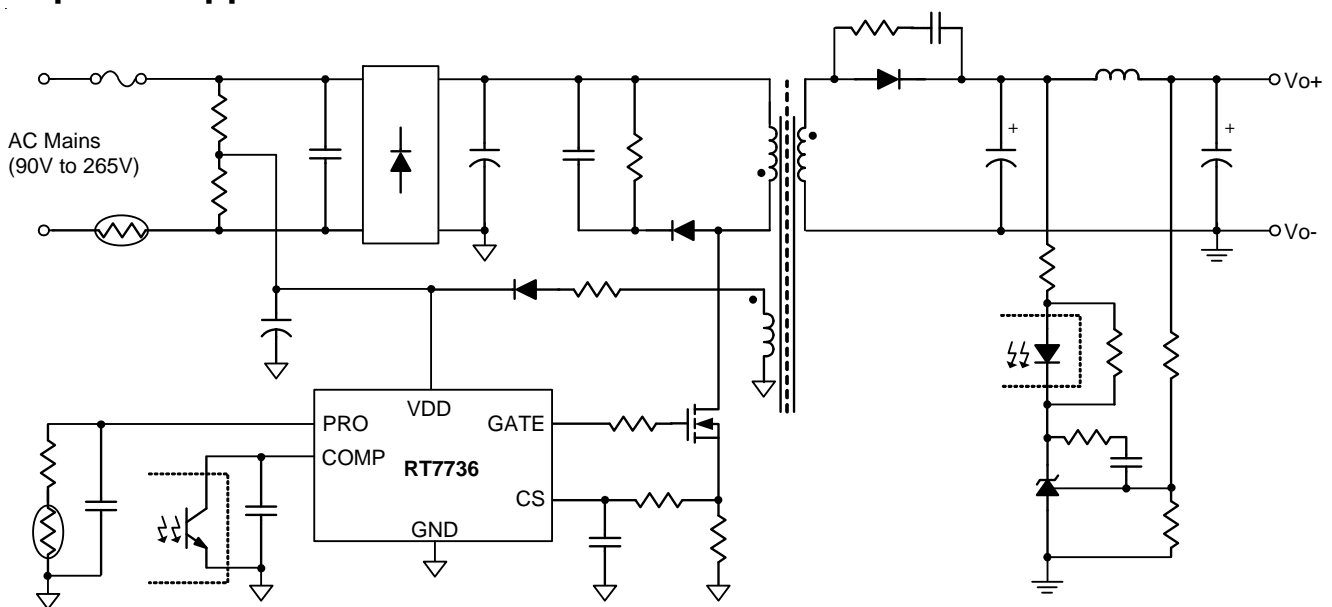 Vo+
AC Mains
(90V to 265V)
+
+
Vo-
VDD
PRO
GATE
COMP
RT7736
CS
GND